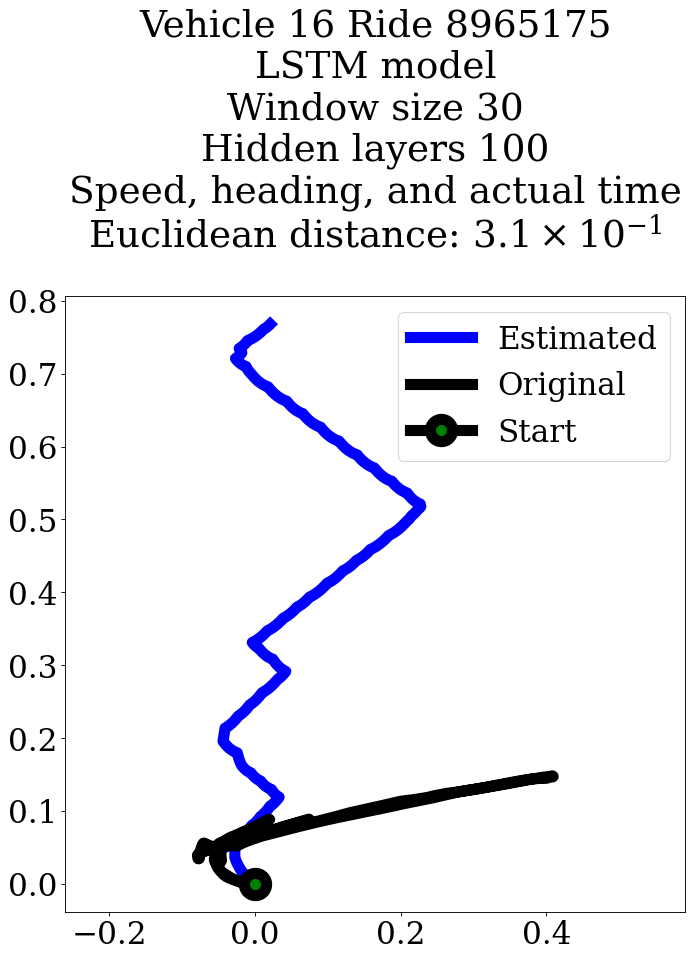 Vehicle 16 Ride 8965175
LSTM model
Window size 30
Hidden layers 100
Speed, heading, and actual time
Euclidean distance: 3.1 × 10⁻¹
0.8
0.7
0.6
0.5
0.4
0.3
0.2
0.1
0.0
Estimated
Original
Start
−0.2 0.0 0.2 0.4